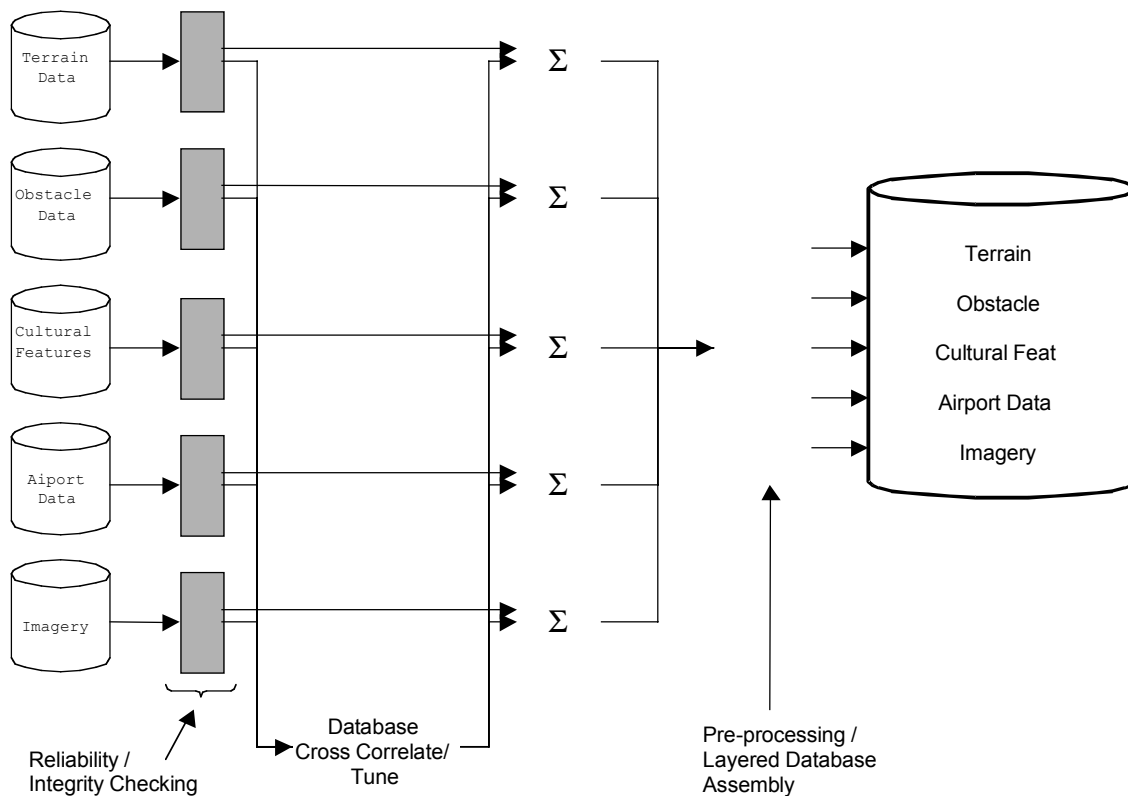 Terrain
Data
Σ
Obstacle
Data
Σ
Cultural
Features
Σ
Aiport
Data
Σ
Imagery
Σ
Terrain
Obstacle
Cultural Feat
Airport Data
Imagery
Reliability /
Integrity Checking
Database
Cross Correlate/
Tune
Pre-processing /
Layered Database
Assembly